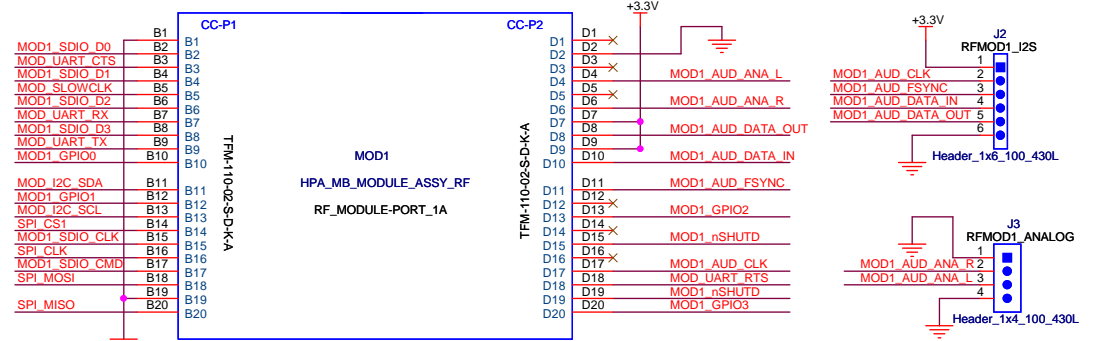 CC-P1 CC-P2
+3.3V
B1 B1 D1 D1
MOD1_SDIO_D0 B2 B2 D2 D2
MOD_UART_CTS B3 B3 D3 D3
MOD1_SDIO_D1 B4 B4 D4 D4 MOD1_AUD_ANA_L
MOD_SLOWCLK B5 B5 D5 D5
MOD1_SDIO_D2 B6 B6 D6 D6 MOD1_AUD_ANA_R
MOD_UART_RX B7 B7 D7 D7
MOD1_SDIO_D3 B8 B8 D8 D8 MOD1_AUD_DATA_OUT
MOD_UART_TX B9 B9 D9 D9
MOD1_GPIO0 B10 B10 D10 D10 MOD1_AUD_DATA_IN
MOD_I2C_SDA B11 B11 D11 D11 MOD1_AUD_FSYNC
MOD1_GPIO1 B12 B12 D12 D12
MOD_I2C_SCL B13 B13 D13 D13 MOD1_GPIO2
SPI_CS1 B14 B14 D14 D14
MOD1_SDIO_CLK B15 B15 D15 D15 MOD1_nSHUTD
SPI_CLK B16 B16 D16 D16
MOD1_SDIO_CMD B17 B17 D17 D17 MOD1_AUD_CLK
SPI_MOSI B18 B18 D18 D18 MOD_UART_RTS
B19 B19 D19 D19 MOD1_nSHUTD
SPI_MISO B20 B20 D20 D20 MOD1_GPIO3
TFM-110-02-S-D-K-A
MOD1
HPA_MB_MODULE_ASSY_RF
RF_MODULE-PORT_1A
TFM-110-02-S-D-K-A
+3.3V
J2
RFMOD1_I2S
1
MOD1_AUD_CLK 2
MOD1_AUD_FSYNC 3
MOD1_AUD_DATA_IN 4
MOD1_AUD_DATA_OUT 5
6
Header_1x6_100_430L
J3
RFMOD1_ANALOG
1
MOD1_AUD_ANA_R 2
MOD1_AUD_ANA_L 3
4
Header_1x4_100_430L